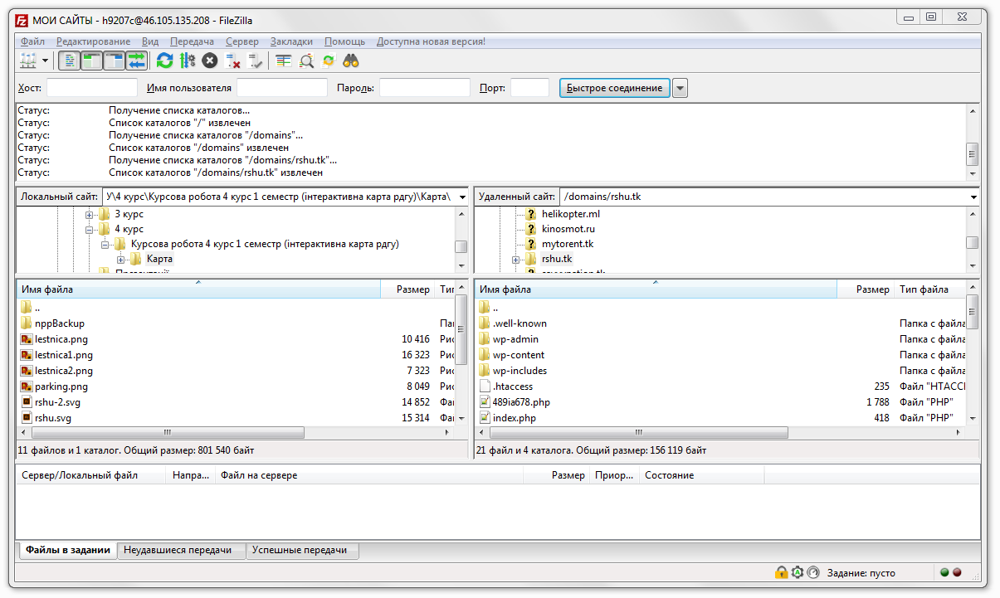 МОИ САЙТЫ - h9207c@46.105.135.208 - FileZilla
Файл Редактирование Вид Передача Сервер Закладки Помощь Доступна новая версия!
Хост: Имя пользователя Пароль: Порт: Быстрое соединение
Статус: Получение списка каталогов...
Статус: Список каталогов "/" извлечен
Статус: Получение списка каталогов "/domains"...
Статус: Список каталогов "/domains" извлечен
Статус: Получение списка каталогов "/domains/rshu.tk"...
Статус: Список каталогов "/domains/rshu.tk" извлечен
Локальный сайт: У\4 курс\Курсова робота 4 курс 1 семестр (інтерактивна карта рдгу)\Карта\
3 курс
4 курс
Курсова робота 4 курс 1 семестр (інтерактивна карта рдгу)
Карта
Удаленный сайт: /domains/rshu.tk
helikopter.ml
kinosmot.ru
mytorent.tk
rshu.tk
Имя файла Размер Тип
..
nppBackup Пап
lestnica.png 10 416 Рис
lestnica1.png 16 323 Рис
lestnica2.png 7 323 Рис
parking.png 8 049 Рис
rshu-2.svg 14 852 Фай
rshu.svg 15 314 Фай
11 файлов и 1 каталог. Общий размер: 801 540 байт
Имя файла Размер Тип файла
..
.well-known Папка с файла
wp-admin Папка с файла
wp-content Папка с файла
wp-includes Папка с файла
.htaccess 235 Файл "HTACCI
489ia678.php 1 788 Файл "PHP"
index.php 418 Файл "PHP"
21 файл и 4 каталога. Общий размер: 156 119 байт
Сервер/Локальный файл Напра... Файл на сервере Размер Приор... Состояние
Файлы в задании Неудавшиеся передачи Успешные передачи
Задание: пусто